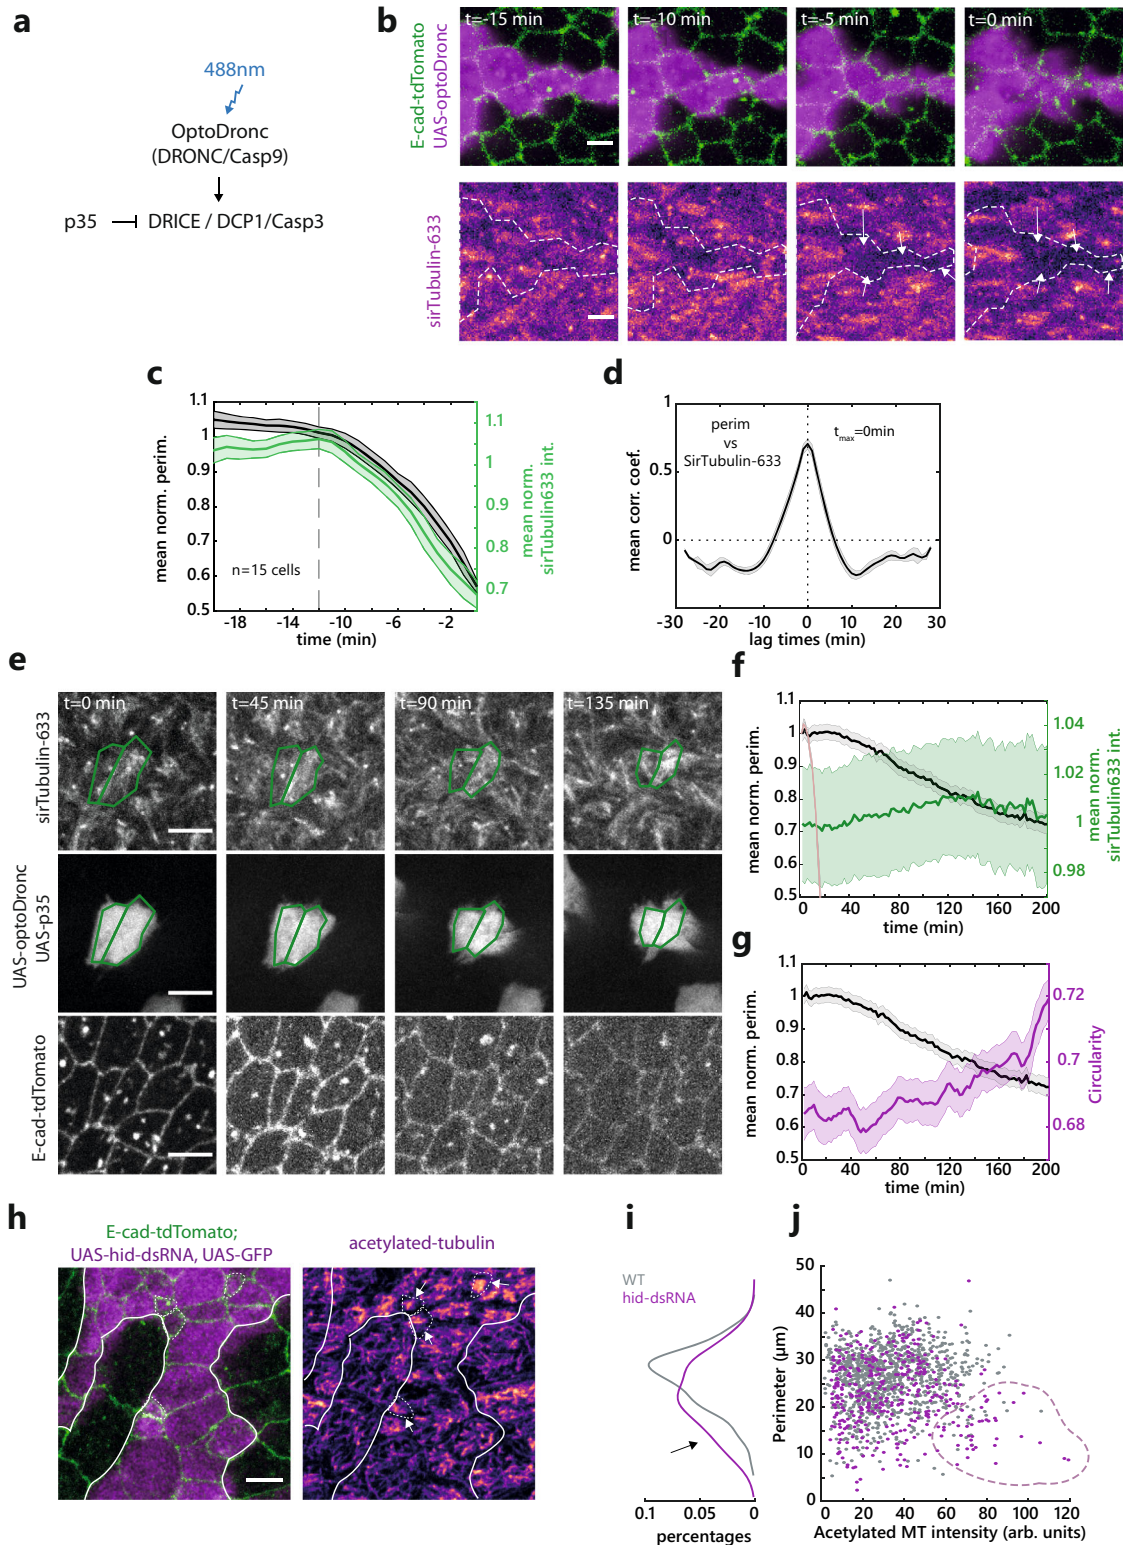 a
488nm
OptoDronc
(DRONC/Casp9)
p35
DRICE / DCP1/Casp3
b
E-cad-tdTomato
UAS-optoDronc
t=-15 min
t=-10 min
t=-5 min
t=0 min
sirTubulin-633
c
mean norm. perim.
1.1
1
0.9
0.8
0.7
0.6
0.5
n=15 cells
-18
-14
-10
-6
-2
time (min)
1.1
1
0.9
0.8
0.7
mean norm.
sirTubulin633 int.
d
mean corr. coef.
1
0.5
0
perim
vs
SirTubulin-633
tmax=0min
-30
-20
-10
0
10
20
30
lag times (min)
e
sirTubulin-633
t=0 min
t=45 min
t=90 min
t=135 min
UAS-optoDronc
UAS-p35
E-cad-tdTomato
f
mean norm. perim.
1.1
1
0.9
0.8
0.7
0.6
0.5
0
40
80
120
160
200
time (min)
1.04
1.02
1
0.98
mean norm.
sirTubulin633 int.
g
mean norm. perim.
1.1
1
0.9
0.8
0.7
0.6
0.5
0
40
80
120
160
200
time (min)
0.72
0.7
0.68
Circularity
h
E-cad-tdTomato;
UAS-hid-dsRNA, UAS-GFP
acetylated-tubulin
i
WT
hid-dsRNA
0.1
0.05
0
percentages
j
Perimeter (µm)
50
40
30
20
10
0
0
20
40
60
80
100
120
Acetylated MT intensity (arb. units)